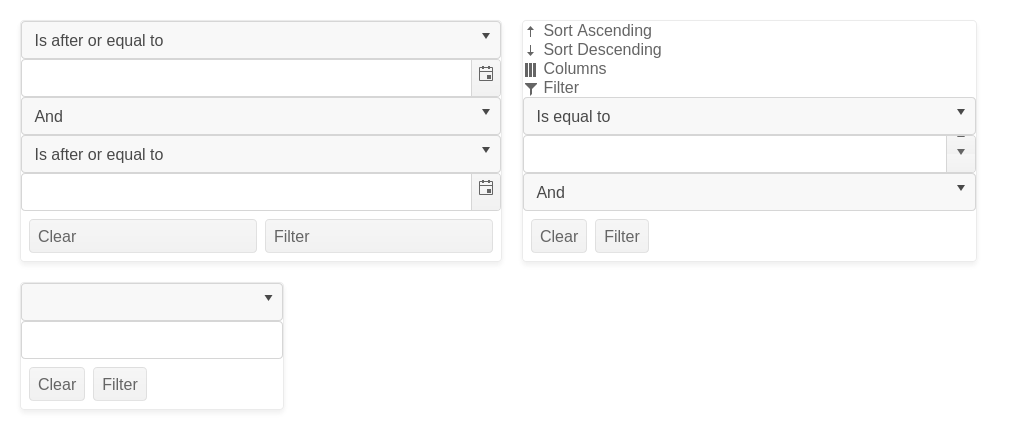 Is after or equal to
And
Is after or equal to
Clear
Filter
Sort Ascending
Sort Descending
Columns
Filter
Is equal to
And
Clear
Filter
Clear
Filter